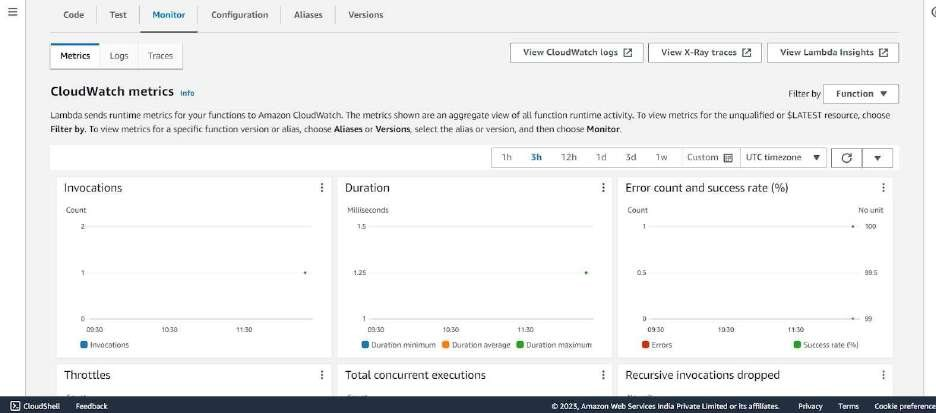 Code Test Monitor Configuration Aliases Versions
Metrics Logs Traces
View CloudWatch logs View X-Ray traces View Lambda Insights
CloudWatch metrics Info
Filter by Function
Lambda sends runtime metrics for your functions to Amazon CloudWatch. The metrics shown are an aggregate view of all function runtime activity. To view metrics for the unqualified or $LATEST resource, choose
Filter by. To view metrics for a specific function version or alias, choose Aliases or Versions, select the alias or version, and then choose Monitor.
1h 3h 12h 1d 3d 1w Custom UTC timezone
Invocations
Count
2
1
0
09:30 10:30 11:30
Invocations
Duration
Milliseconds
1.5
1.25
1
09:30 10:30 11:30
Duration minimum Duration average Duration maximum
Error count and success rate (%)
Count No unit
1 100
0.5 99.5
0 99
09:30 10:30 11:30
Errors Success rate (%)
Throttles
Total concurrent executions
Recursive invocations dropped
CloudShell Feedback © 2023, Amazon Web Services India Private Limited or its affiliates. Privacy Terms Cookie preference